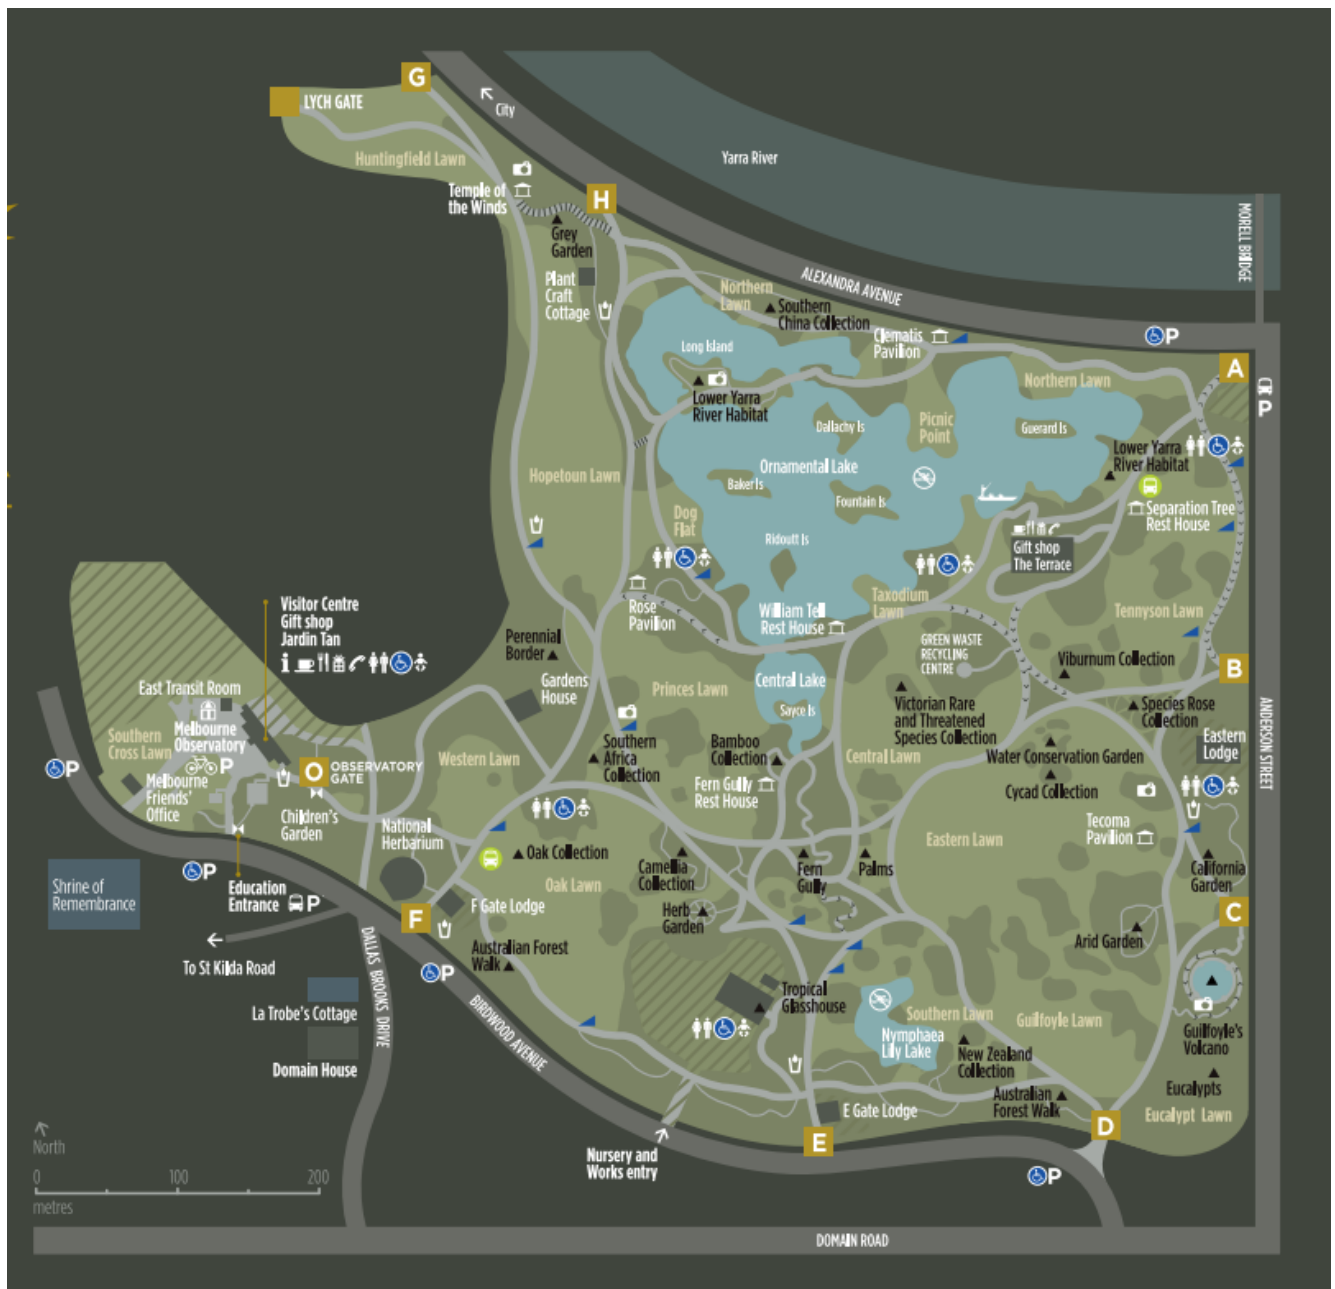 G
LYCH GATE
City
Yarra River
Huntingfield Lawn
Temple of
the Winds
H
Grey
Garden
MORELL BRIDGE
Plant
Craft
Cottage
Northern
Lawn
ALEXANDRA AVENUE
Southern
China Collection
Clematis
Pavilion
P
Long Island
A
Northern Lawn
P
Lower Yarra
River Habitat
Dallachy Is
Picnic
Point
Guerard Is
Lower Yarra
River Habitat
Hopetoun Lawn
Ornamental Lake
Baker Is
Fountain Is
Separation Tree
Rest House
Dog
Flat
Ridoutt Is
Gift shop
The Terrace
Visitor Centre
Gift shop
Jardin Tan
i
Rose
Pavilion
William Tell
Rest House
Taxodium
Lawn
Tennyson Lawn
Perennial
Border
GREEN WASTE
RECYCLING
CENTRE
Viburnum Collection
B
East Transit Room
Gardens
House
Princes Lawn
Central Lake
Sayce Is
Victorian Rare
and Threatened
Species Collection
Species Rose
Collection
ANDERSON STREET
Southern
Cross Lawn
Melbourne
Observatory
P
Western Lawn
Southern
Africa
Collection
Bamboo
Collection
Central Lawn
Water Conservation Garden
Eastern
Lodge
P
O
OBSERVATORY
GATE
Melbourne
Friends'
Office
Fern Gully
Rest House
Cycad Collection
Children's
Garden
National
Herbarium
Tecoma
Pavilion
Eastern Lawn
Oak Collection
Camellia
Collection
Fern
Gully
Palms
California
Garden
P
Shrine of
Remembrance
Education
Entrance
P
Oak Lawn
F Gate Lodge
Herb
Garden
C
F
Arid Garden
To St Kilda Road
DALLAS BROOKS DRIVE
Australian Forest
Walk
P
Tropical
Glasshouse
La Trobe's Cottage
BIRDWOOD AVENUE
Southern Lawn
Guilfoyle Lawn
Nymphaea
Lily Lake
Guilfoyle's
Volcano
Domain House
New Zealand
Collection
Eucalypts
Australian
Forest Walk
E Gate Lodge
Eucalypt Lawn
D
North
E
Nursery and
Works entry
P
0
100
200
metres
DOMAIN ROAD